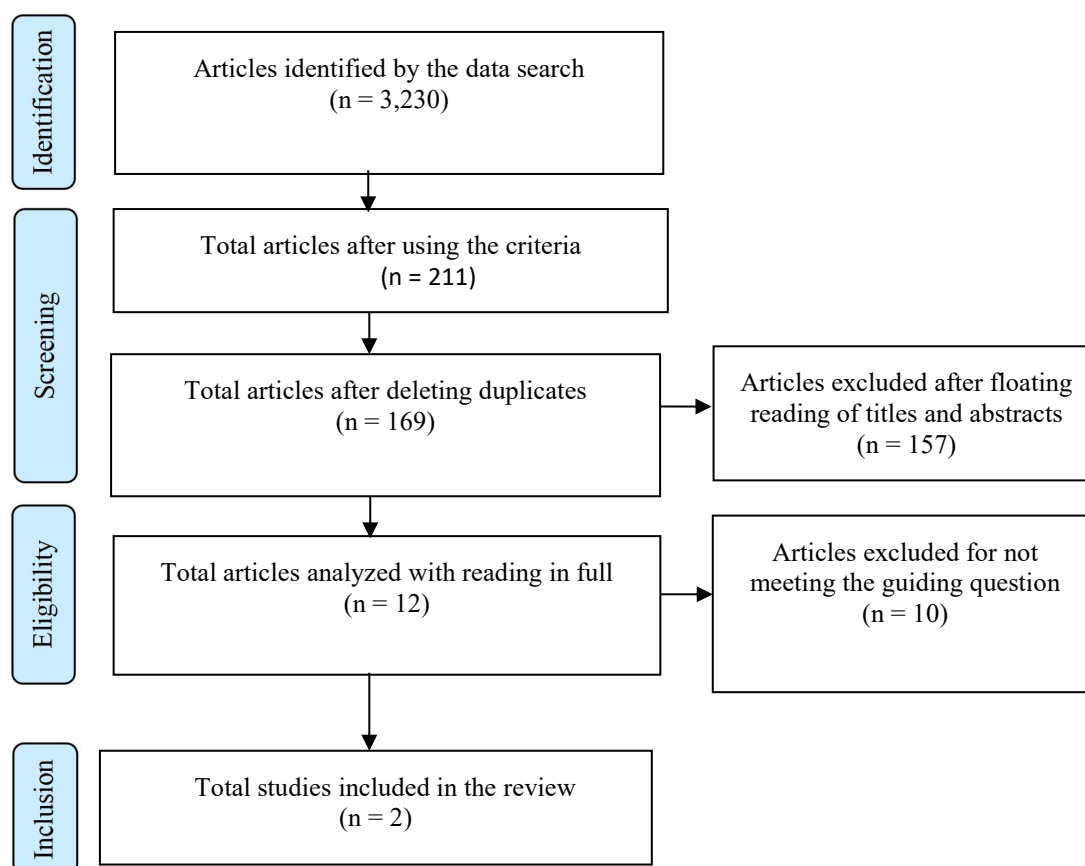 Identification
Articles identified by the data search
(n = 3,230)
Screening
Total articles after using the criteria
(n = 211)
Total articles after deleting duplicates
(n = 169)
Articles excluded after floating
reading of titles and abstracts
(n = 157)
Eligibility
Total articles analyzed with reading in full
(n = 12)
Articles excluded for not
meeting the guiding question
(n = 10)
Inclusion
Total studies included in the review
(n = 2)